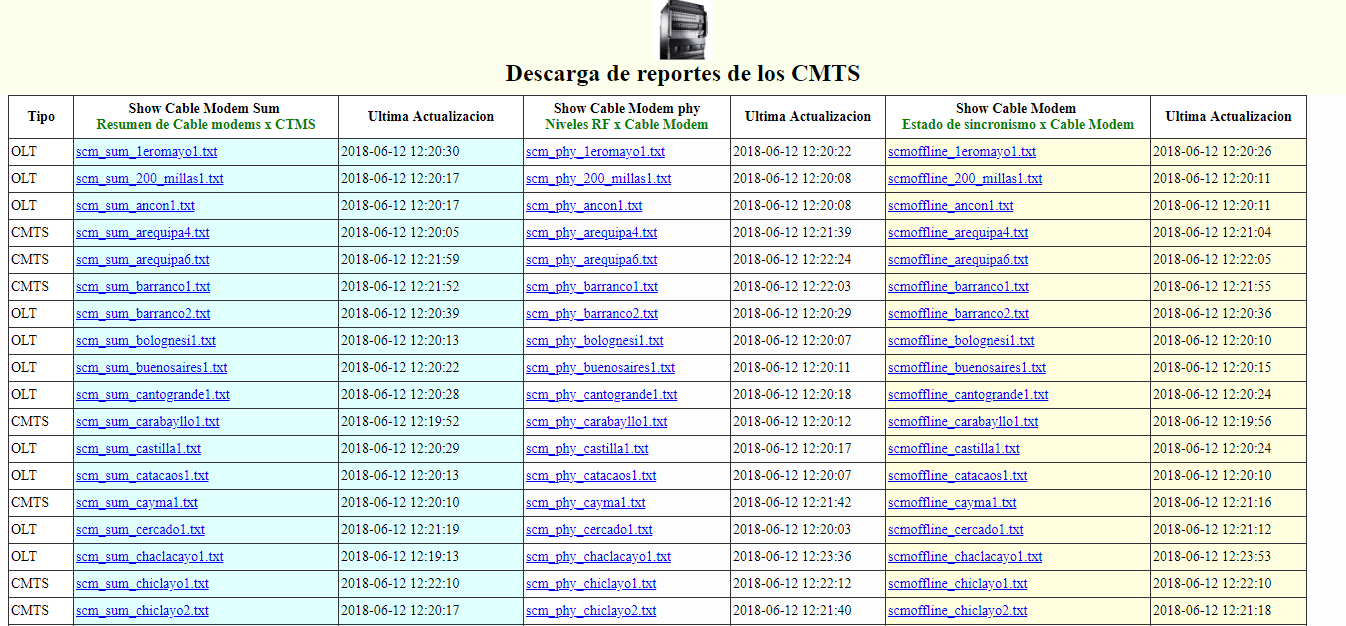 Descarga de reportes de los CMTS
Tipo Show Cable Modem Sum Ultima Actualizacion Show Cable Modem phy Ultima Actualizacion Show Cable Modem Ultima Actualizacion
Resumen de Cable modems x CTMS Niveles RF x Cable Modem Estado de sincronismo x Cable Modem
OLT scm_sum_1eromayo1.txt 2018-06-12 12:20:30 scm_phy_1eromayo1.txt 2018-06-12 12:20:22 scmoffline_1eromayo1.txt 2018-06-12 12:20:26
OLT scm_sum_200_millas1.txt 2018-06-12 12:20:17 scm_phy_200_millas1.txt 2018-06-12 12:20:08 scmoffline_200_millas1.txt 2018-06-12 12:20:11
OLT scm_sum_ancon1.txt 2018-06-12 12:20:17 scm_phy_ancon1.txt 2018-06-12 12:20:08 scmoffline_ancon1.txt 2018-06-12 12:20:11
CMTS scm_sum_arequipa4.txt 2018-06-12 12:20:05 scm_phy_arequipa4.txt 2018-06-12 12:21:39 scmoffline_arequipa4.txt 2018-06-12 12:21:04
CMTS scm_sum_arequipa6.txt 2018-06-12 12:21:59 scm_phy_arequipa6.txt 2018-06-12 12:22:24 scmoffline_arequipa6.txt 2018-06-12 12:22:05
CMTS scm_sum_barranco1.txt 2018-06-12 12:21:52 scm_phy_barranco1.txt 2018-06-12 12:22:03 scmoffline_barranco1.txt 2018-06-12 12:21:55
OLT scm_sum_barranco2.txt 2018-06-12 12:20:39 scm_phy_barranco2.txt 2018-06-12 12:20:29 scmoffline_barranco2.txt 2018-06-12 12:20:36
OLT scm_sum_bolognesi1.txt 2018-06-12 12:20:13 scm_phy_bolognesi1.txt 2018-06-12 12:20:07 scmoffline_bolognesi1.txt 2018-06-12 12:20:10
OLT scm_sum_buenosaires1.txt 2018-06-12 12:20:22 scm_phy_buenosaires1.txt 2018-06-12 12:20:11 scmoffline_buenosaires1.txt 2018-06-12 12:20:15
OLT scm_sum_cantogrande1.txt 2018-06-12 12:20:28 scm_phy_cantogrande1.txt 2018-06-12 12:20:18 scmoffline_cantogrande1.txt 2018-06-12 12:20:24
CMTS scm_sum_carabayllo1.txt 2018-06-12 12:19:52 scm_phy_carabayllo1.txt 2018-06-12 12:20:12 scmoffline_carabayllo1.txt 2018-06-12 12:19:56
OLT scm_sum_castilla1.txt 2018-06-12 12:20:29 scm_phy_castilla1.txt 2018-06-12 12:20:17 scmoffline_castilla1.txt 2018-06-12 12:20:24
OLT scm_sum_catacaos1.txt 2018-06-12 12:20:13 scm_phy_catacaos1.txt 2018-06-12 12:20:07 scmoffline_catacaos1.txt 2018-06-12 12:20:10
CMTS scm_sum_cayma1.txt 2018-06-12 12:20:10 scm_phy_cayma1.txt 2018-06-12 12:21:42 scmoffline_cayma1.txt 2018-06-12 12:21:16
OLT scm_sum_cercado1.txt 2018-06-12 12:21:19 scm_phy_cercado1.txt 2018-06-12 12:20:03 scmoffline_cercado1.txt 2018-06-12 12:21:12
OLT scm_sum_chaclacayo1.txt 2018-06-12 12:19:13 scm_phy_chaclacayo1.txt 2018-06-12 12:23:36 scmoffline_chaclacayo1.txt 2018-06-12 12:23:53
CMTS scm_sum_chiclayo1.txt 2018-06-12 12:22:10 scm_phy_chiclayo1.txt 2018-06-12 12:22:12 scmoffline_chiclayo1.txt 2018-06-12 12:22:10
CMTS scm_sum_chiclayo2.txt 2018-06-12 12:20:17 scm_phy_chiclayo2.txt 2018-06-12 12:21:40 scmoffline_chiclayo2.txt 2018-06-12 12:21:18